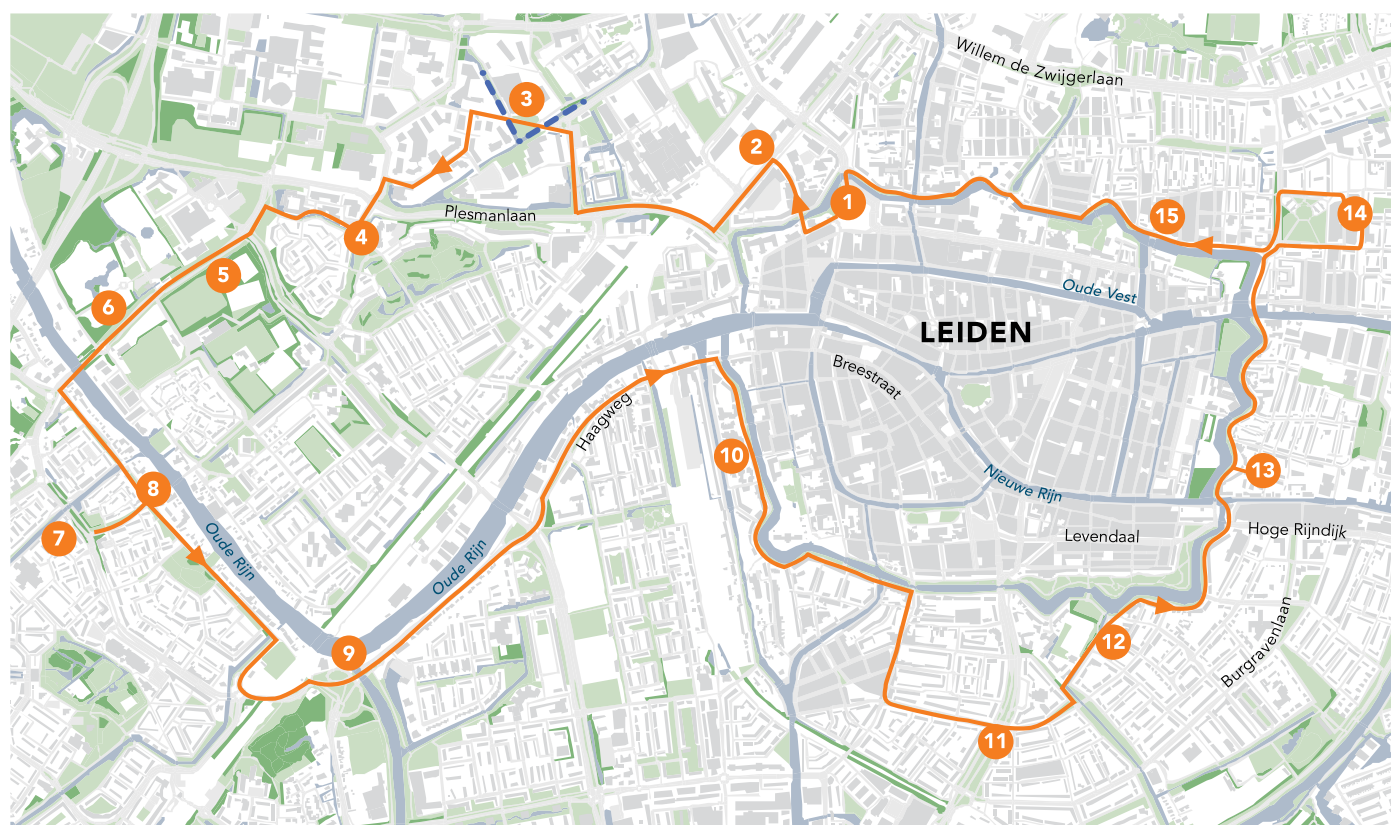 Willem de Zwijgerlaan
3
2
1
14
Plesmanlaan
15
4
5
6
Oude Vest
LEIDEN
Breestraat
Haagweg
10
13
8
Nieuwe Rijn
7
Oude Rijn
Oude Rijn
Levendaal
Hoge Rijndijk
9
12
Burgravenlaan
11